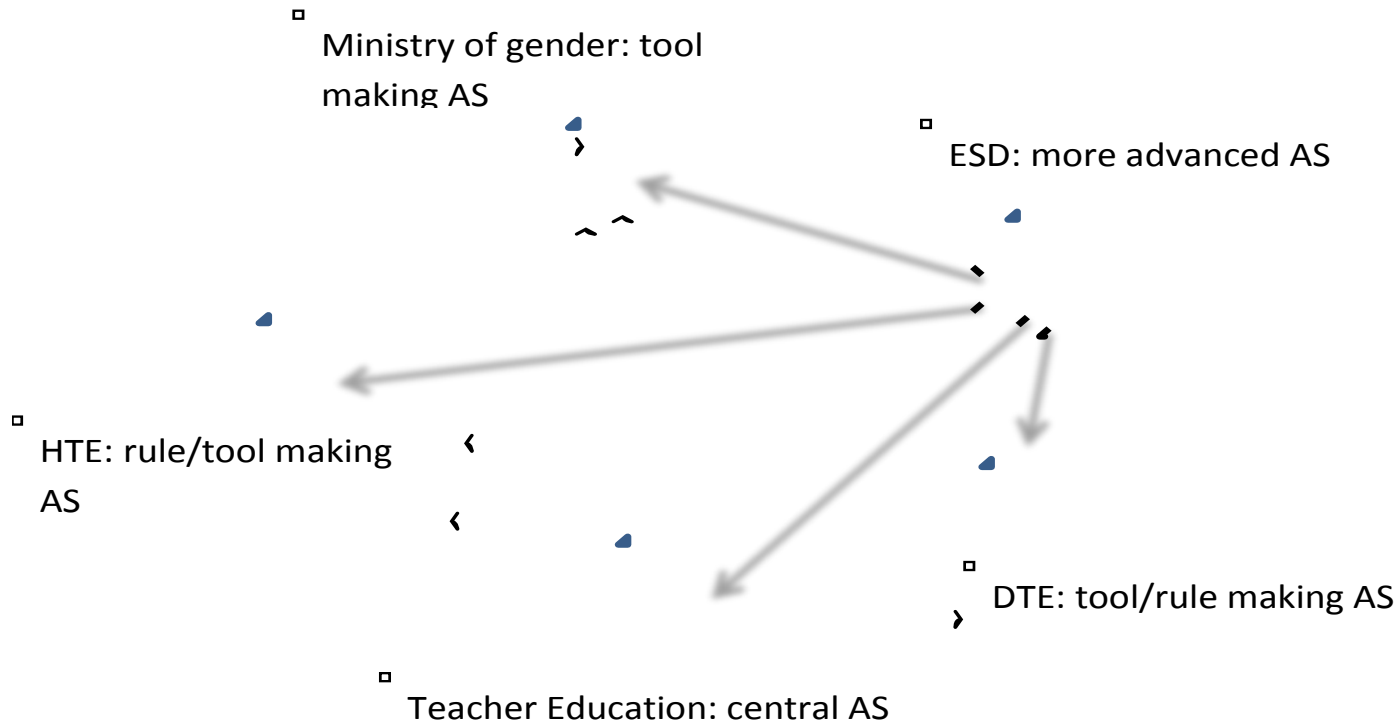 Ministry of gender: tool
making AS
ESD: more advanced AS
HTE: rule/tool making
AS
DTE: tool/rule making AS
Teacher Education: central AS